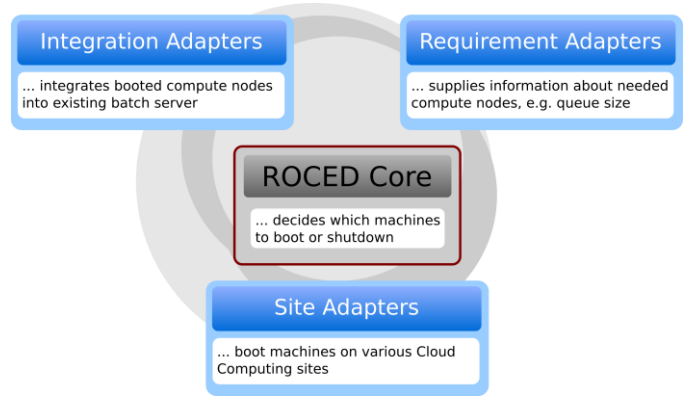 Integration Adapters
... integrates booted compute nodes
into existing batch server
Requirement Adapters
... supplies information about needed
compute nodes, e.g. queue size
ROCED Core
... decides which machines
to boot or shutdown
Site Adapters
... boot machines on various Cloud
Computing sites